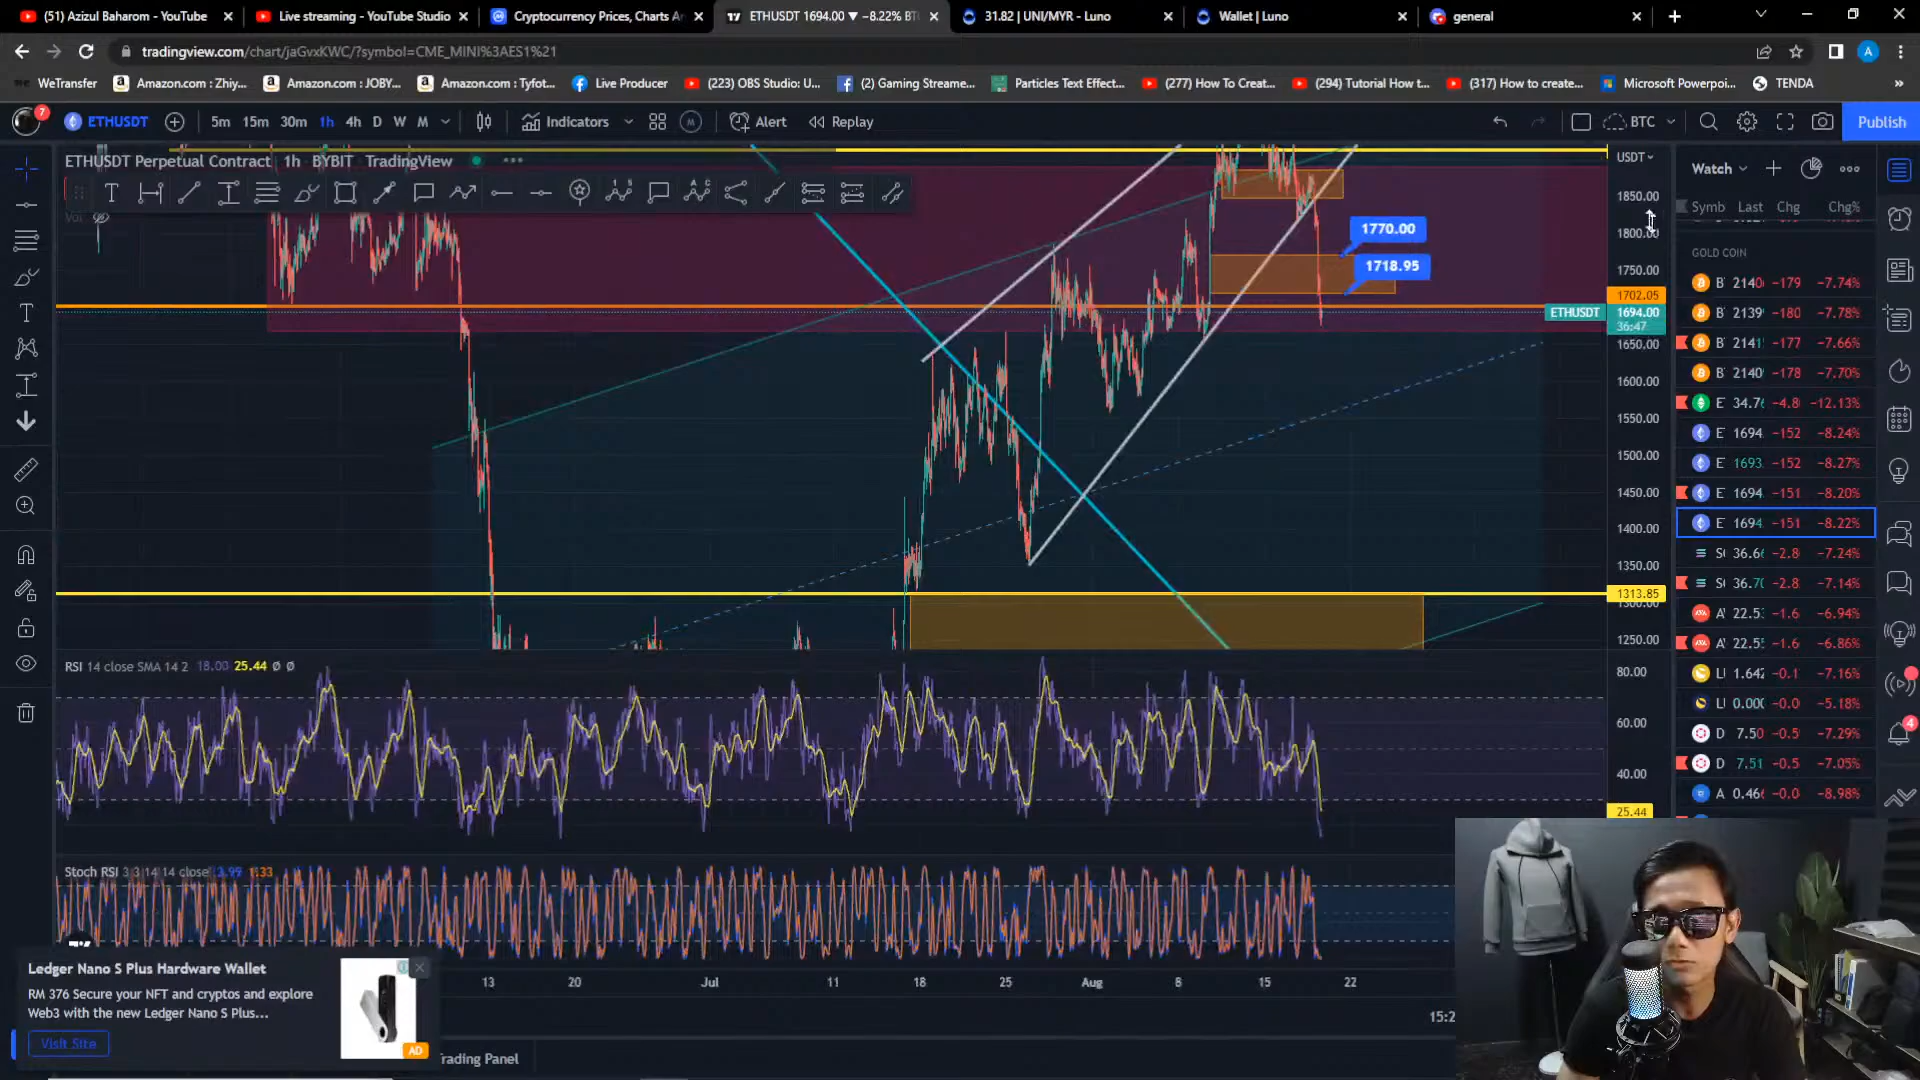 (51) Azizul Baharom - YouTube
Live streaming - YouTube Studio
Cryptocurrency Prices, Charts Ar
ETHUSDT 1694.00 ▼ −8.22% BT
31.82 | UNI/MYR - Luno
Wallet | Luno
general
tradingview.com/chart/jaGvxKWC/?symbol=CME_MINI%3AES1%21
A
WeTransfer
Amazon.com : Zhiy...
Amazon.com : JOBY...
Amazon.com : Tyfot...
Live Producer
(223) OBS Studio: U...
(2) Gaming Streame...
Particles Text Effect...
(277) How To Creat...
(294) Tutorial How t...
(317) How to create...
Microsoft Powerpoi...
TENDA
»
7
ETHUSDT
5m 15m 30m 1h 4h D W M
Indicators
M
Alert
Replay
BTC
Publish
ETHUSDT Perpetual Contract 1h BYBIT TradingView
USDT
Watch
Symb Last Chg Chg%
GOLD COIN
1850.00
1800.00
1750.00
1702.05
ETHUSDT 1694.00
36:47
1650.00
1600.00
1550.00
1500.00
1450.00
1400.00
1350.00
1313.85
1300.00
1250.00
1770.00
1718.95
2140 −179 −7.74%
2139 −180 −7.78%
2141 −177 −7.66%
2140 −178 −7.70%
E 34.76 −4.8 −12.13%
E 1694. −152 −8.24%
E 1693. −152 −8.27%
E 1694 −151 −8.20%
E 1694 −151 −8.22%
36.66 −2.8 −7.24%
36.70 −2.8 −7.14%
22.5 −1.6 −6.94%
22.5 −1.6 −6.86%
1.642 −0.1 −7.16%
0.000 −0.0 −5.18%
D 7.50 −0.5 −7.29%
D 7.51 −0.5 −7.05%
A 0.46 −0.0 −8.98%
4
RSI 14 close SMA 14 2 18.00 25.44 ø ø
80.00
60.00
40.00
25.44
Stoch RSI 3 3 14 14 close 3.99 1.33
13 20 Jul 11 18 25 Aug 8 15 22
15:2
Ledger Nano S Plus Hardware Wallet
RM 376 Secure your NFT and cryptos and explore
Web3 with the new Ledger Nano S Plus...
Visit Site
AD
rading Panel